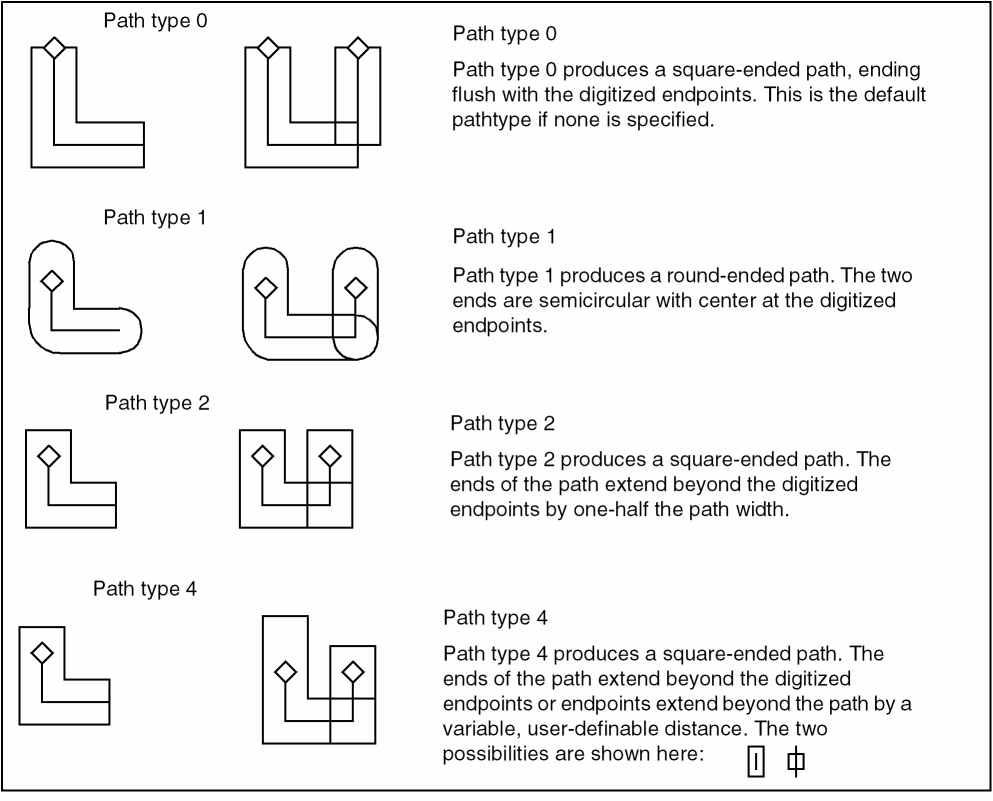 Path type 0
Path type 0
Path type 0 produces a square-ended path, ending
flush with the digitized endpoints. This is the default
pathtype if none is specified.
Path type 1
Path type 1
Path type 1 produces a round-ended path. The two
ends are semicircular with center at the digitized
endpoints.
Path type 2
Path type 2
Path type 2 produces a square-ended path. The
ends of the path extend beyond the digitized
endpoints by one-half the path width.
Path type 4
Path type 4
Path type 4 produces a square-ended path. The
ends of the path extend beyond the digitized
endpoints or endpoints extend beyond the path by a
variable, user-definable distance. The two
possibilities are shown here: